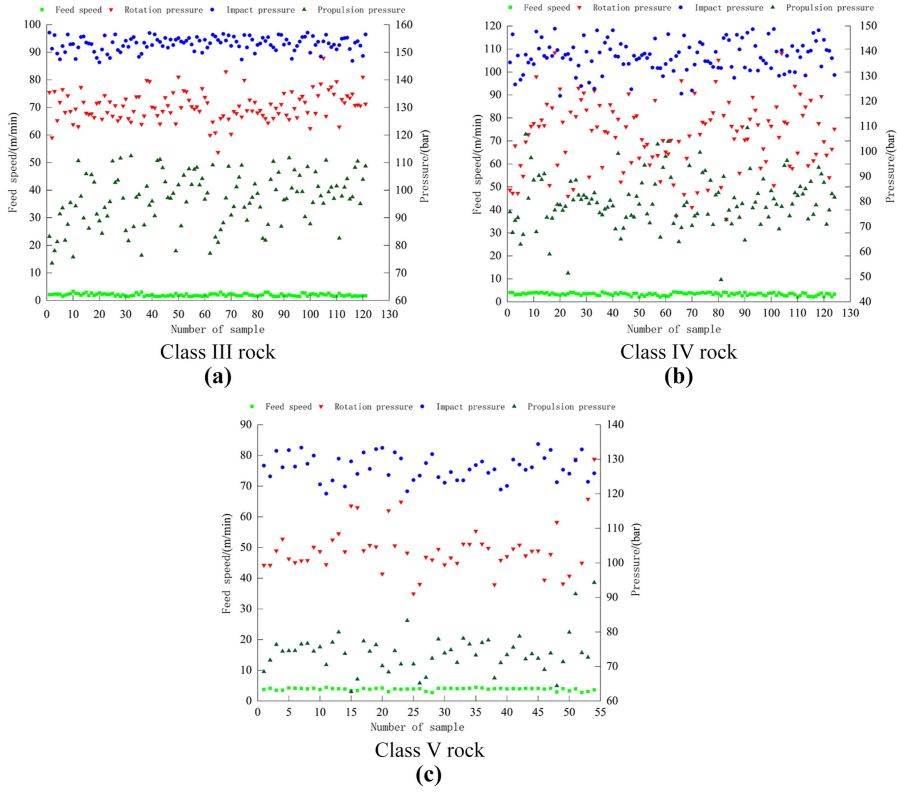 Feed speed Rotation pressure Impact pressure Propulsion pressure
100 90 80 70 60 50 40 30 20 10 0
Feed speed/(m/min)
160 150 140 130 120 110 100 90 80 70 60
Pressure/(bar)
0 10 20 30 40 50 60 70 80 90 100 110 120 130
Number of sample
Class III rock
(a)
Feed speed Rotation pressure Impact pressure Propulsion pressure
120 110 100 90 80 70 60 50 40 30 20 10 0
Feed speed/(m/min)
150 140 130 120 110 100 90 80 70 60 50 40
Pressure/(bar)
0 10 20 30 40 50 60 70 80 90 100 110 120 130
Number of sample
Class IV rock
(b)
Feed speed Rotation pressure Impact pressure Propulsion pressure
90 80 70 60 50 40 30 20 10 0
Feed speed/(m/min)
140 130 120 110 100 90 80 70 60
Pressure/(bar)
0 5 10 15 20 25 30 35 40 45 50 55
Number of sample
Class V rock
(c)